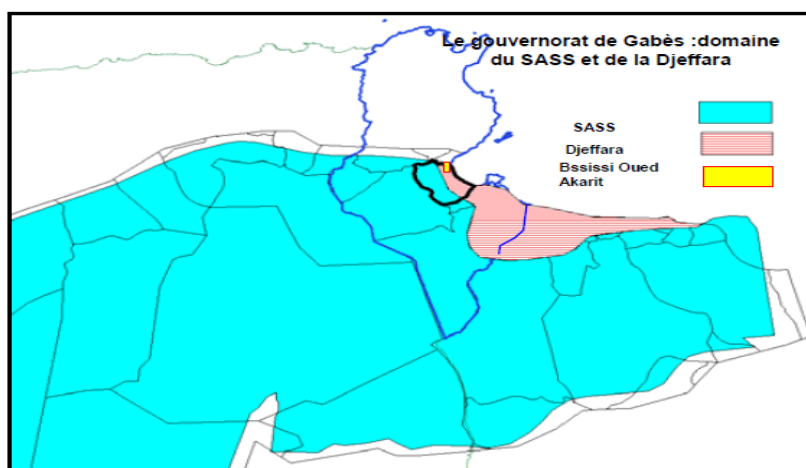 Le gouvernorat de Gabès :domaine
du SASS et de la Djeffara
SASS
Djeffara
Bssissi Oued
Akarit